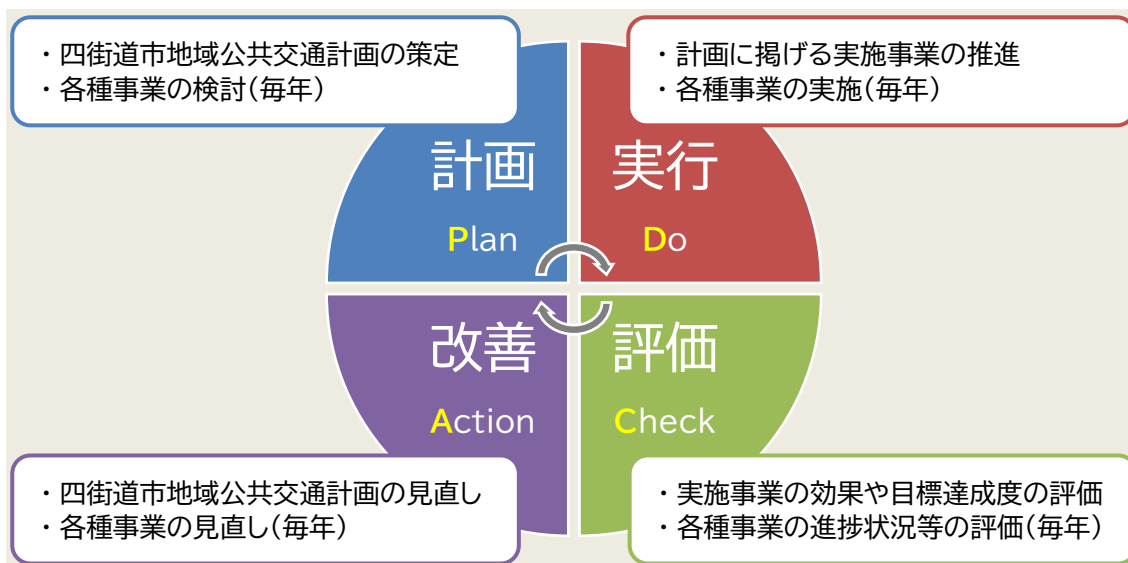 ・四街道市地域公共交通計画の策定
・各種事業の検討(毎年)
・計画に掲げる実施事業の推進
・各種事業の実施(毎年)
計画
Plan
実行
Do
改善
Action
評価
Check
・四街道市地域公共交通計画の見直し
・各種事業の見直し(毎年)
・実施事業の効果や目標達成度の評価
・各種事業の進捗状況等の評価(毎年)